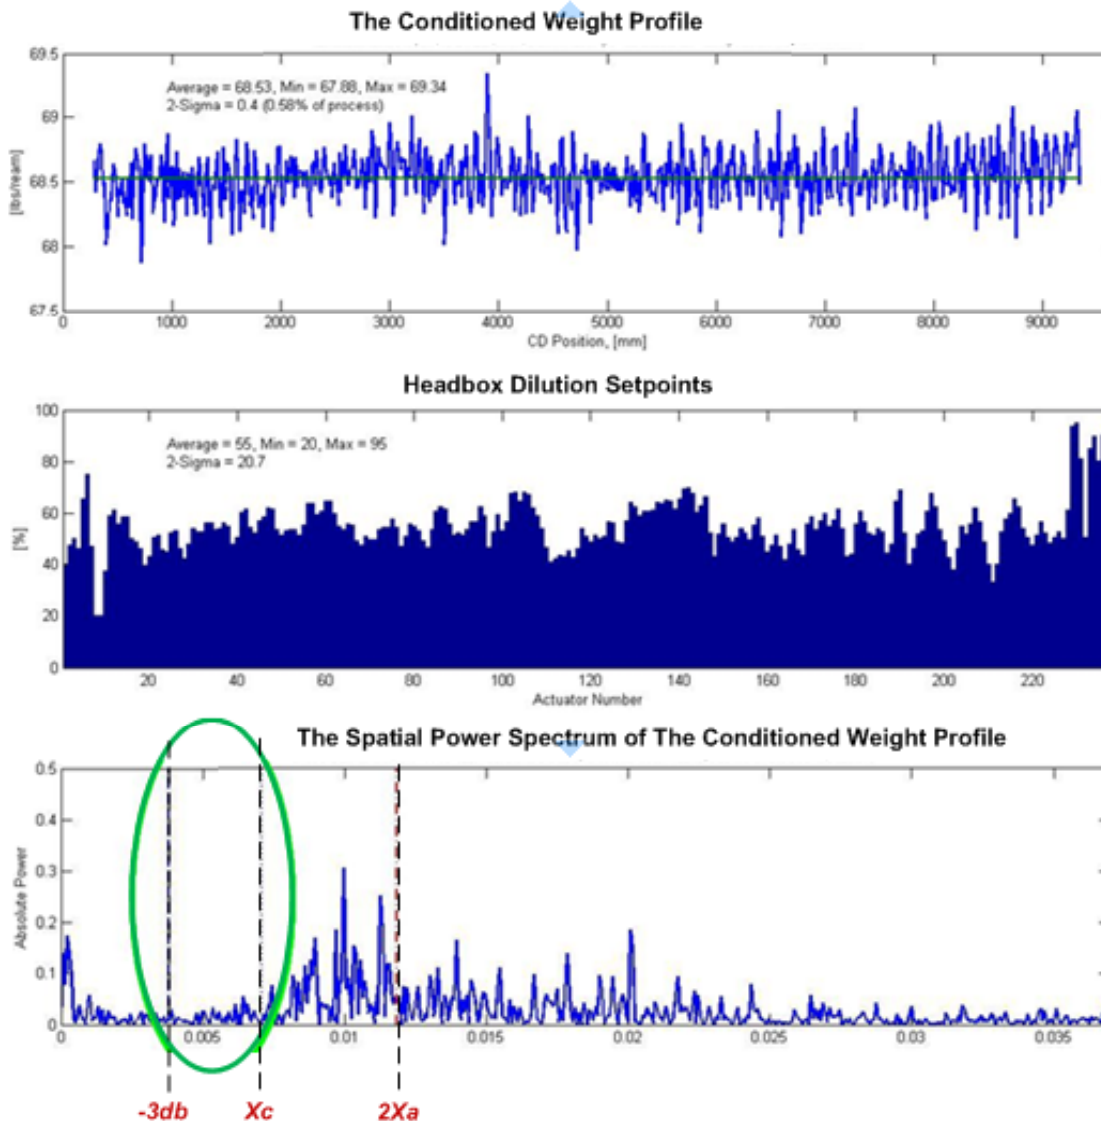 The Conditioned Weight Profile
69.5
Average = 68.53, Min = 67.88, Max = 69.34
2-Sigma = 0.4 (0.58% of process)
69
[lbs/ream]
68.5
68
67.5
0 1000 2000 3000 4000 5000 6000 7000 8000 9000
CD Position, [mm]
Headbox Dilution Setpoints
100
Average = 55, Min = 20, Max = 95
2-Sigma = 20.7
80
60
[%]
40
20
0
20 40 60 80 100 120 140 160 180 200 220
Actuator Number
The Spatial Power Spectrum of The Conditioned Weight Profile
0.5
0.4
0.3
Absolute Power
0.2
0.1
0
0 0.005 0.01 0.015 0.02 0.025 0.03 0.035
-3db Xc 2Xa